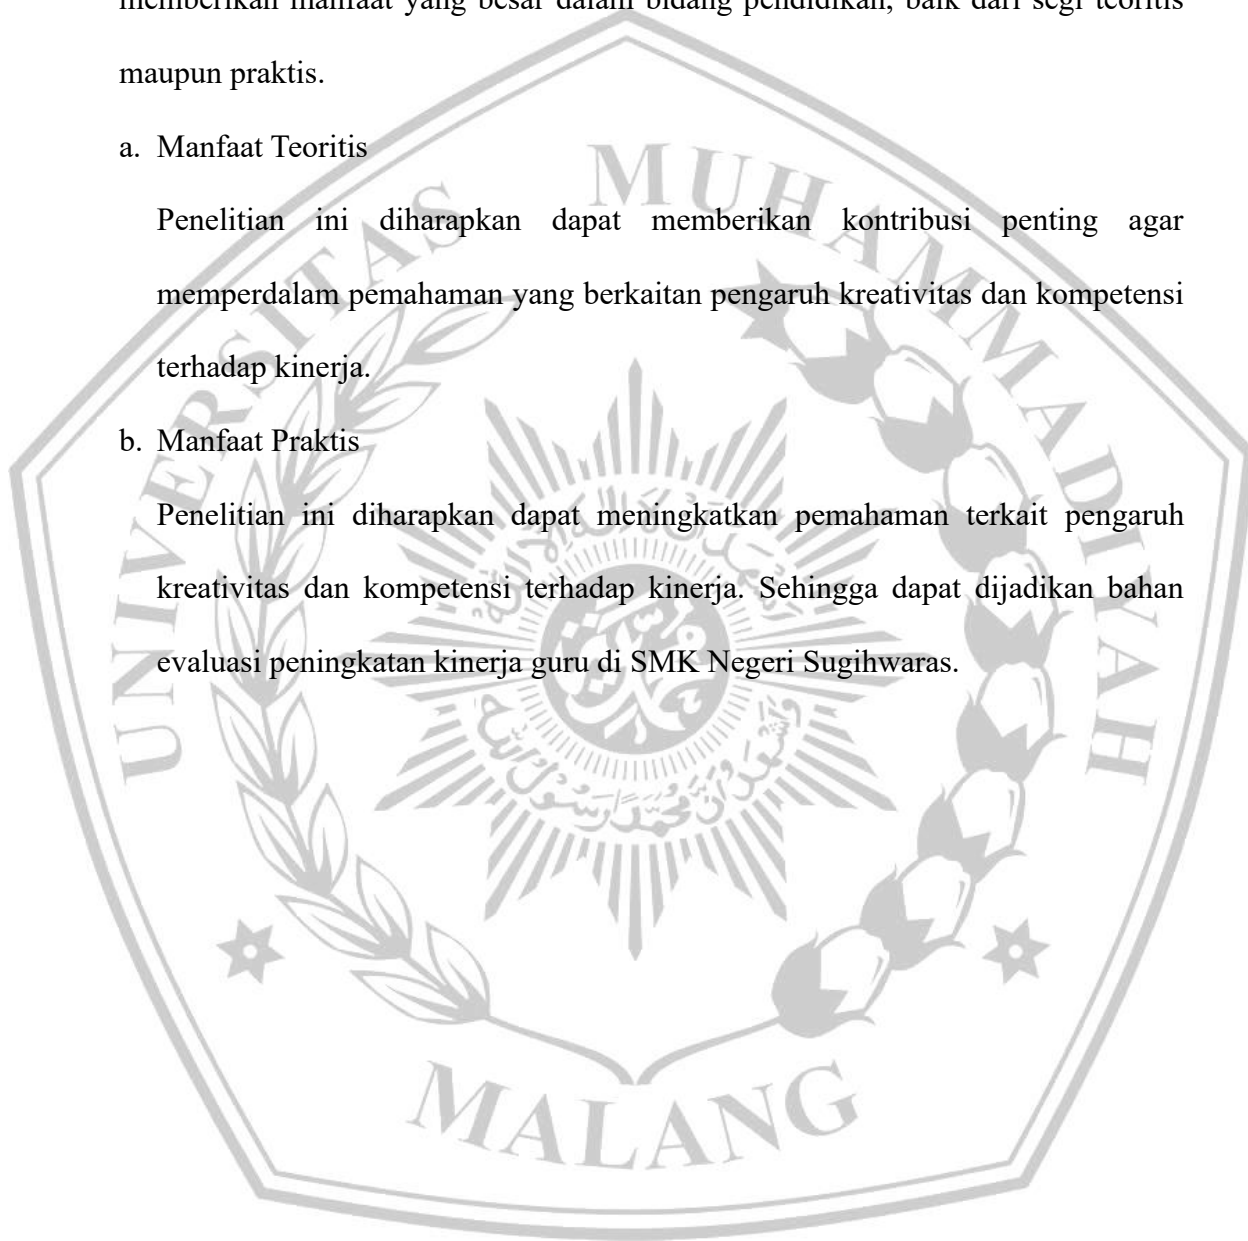 memberikan manfaat yang besar dalam bidang pendidikan, baik dari segi teoritis
maupun praktis.
a. Manfaat Teoritis
Penelitian ini diharapkan dapat memberikan kontribusi penting agar
memperdalam pemahaman yang berkaitan pengaruh kreativitas dan kompetensi
terhadap kinerja.
b. Manfaat Praktis
Penelitian ini diharapkan dapat meningkatkan pemahaman terkait pengaruh
kreativitas dan kompetensi terhadap kinerja. Sehingga dapat dijadikan bahan
evaluasi peningkatan kinerja guru di SMK Negeri Sugihwaras.
UNIVERSITAS MUHAMMADIYAH
MALANG